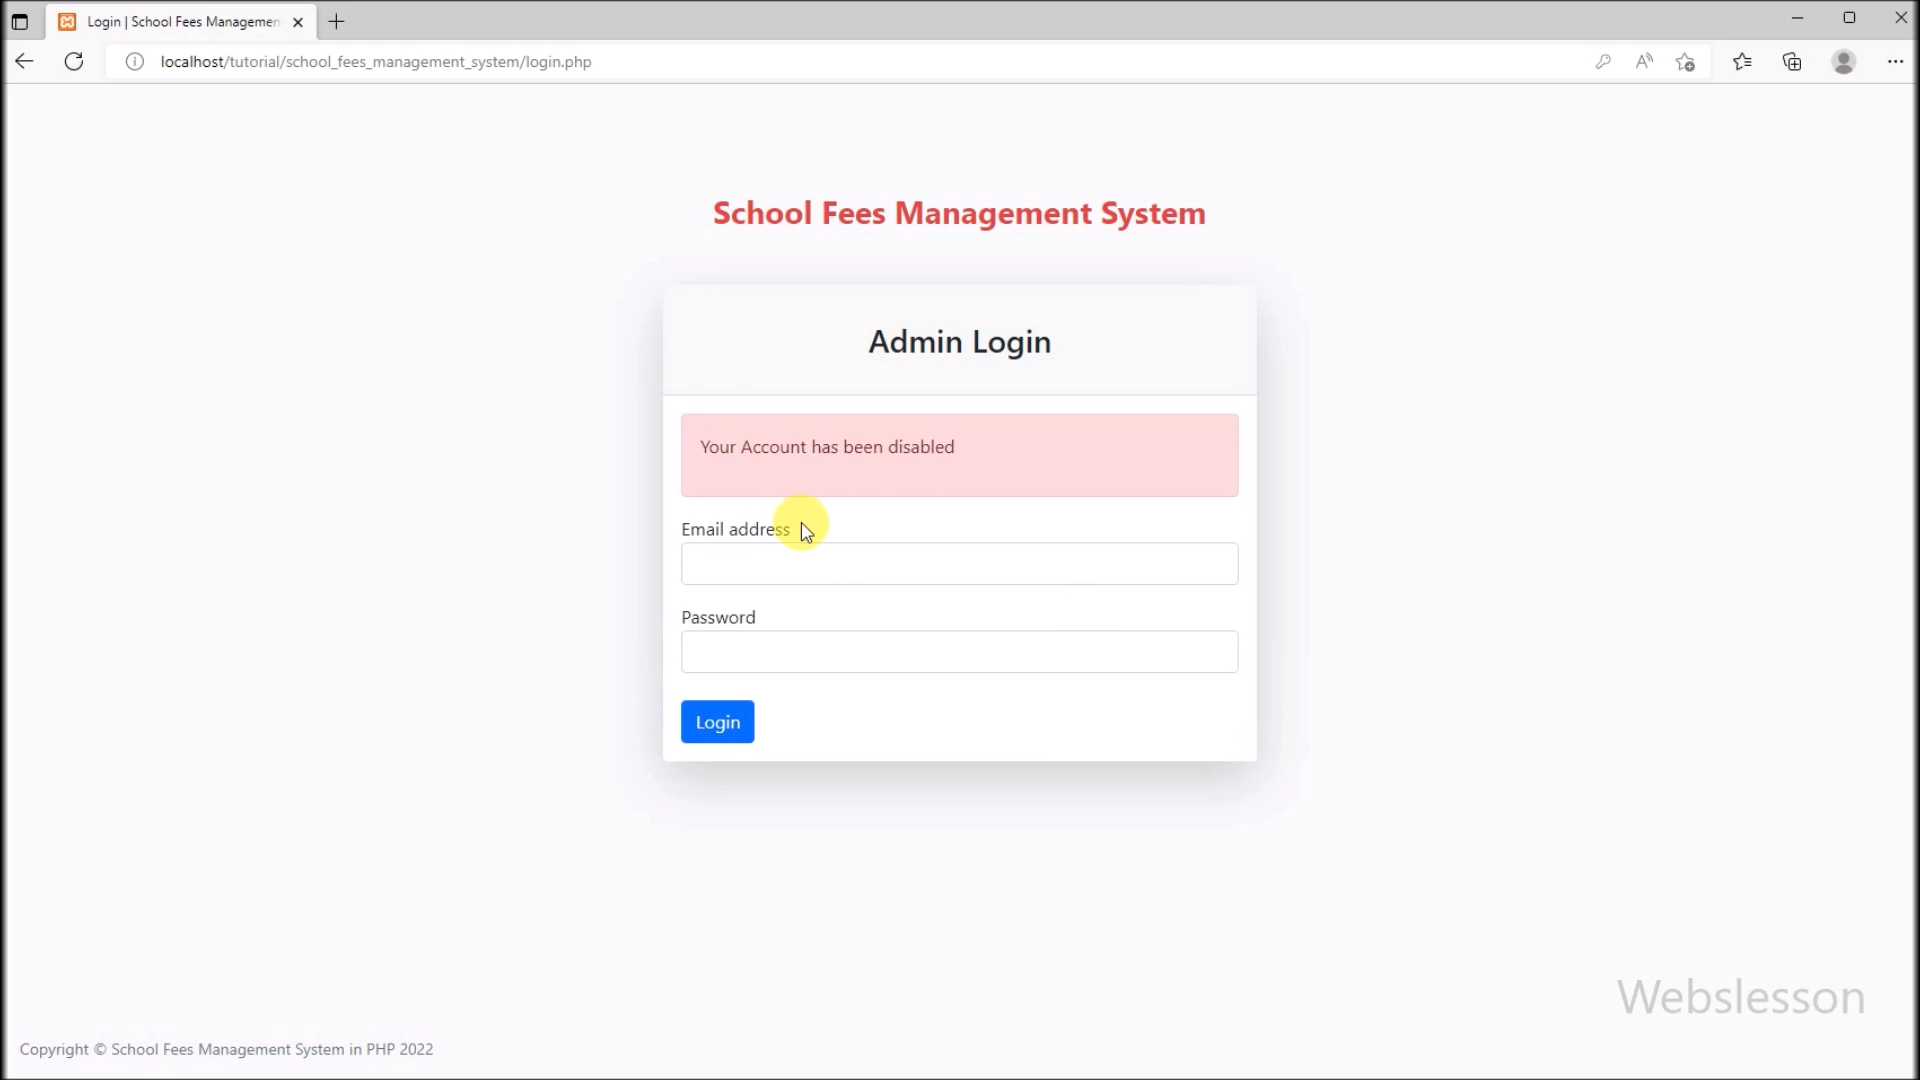 Login | School Fees Managemen
localhost/tutorial/school_fees_management_system/login.php
School Fees Management System
Admin Login
Your Account has been disabled
Email address
Password
Login
Webslesson
Copyright © School Fees Management System in PHP 2022